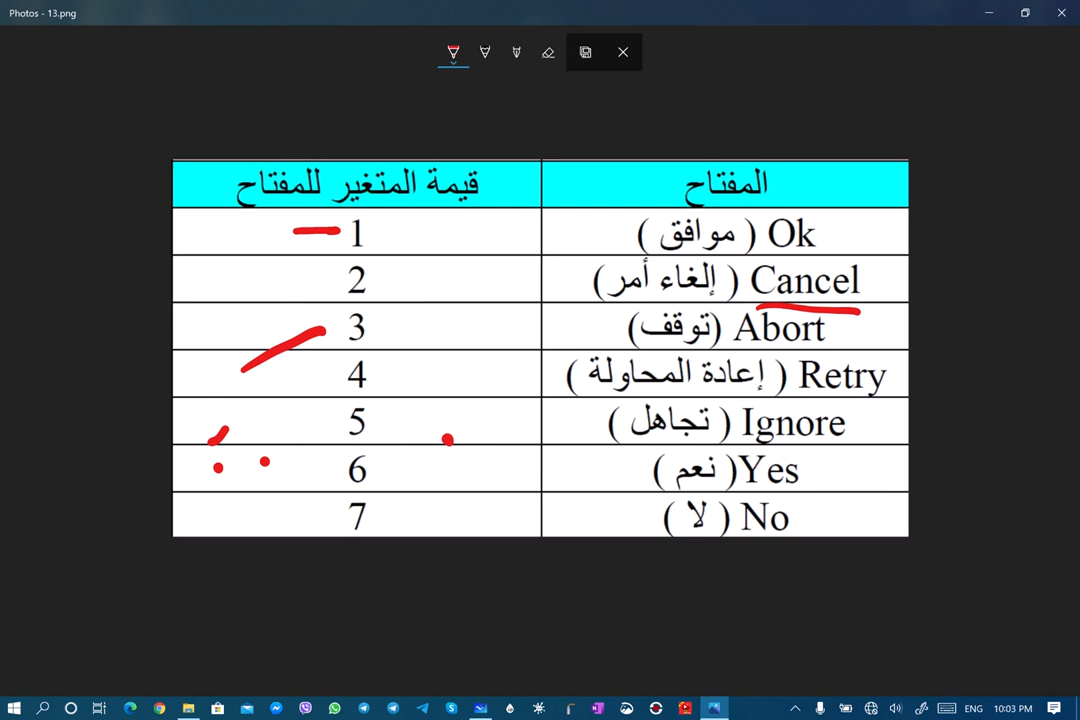 Photos - 13.png
المفتاح قيمة المتغير للمفتاح
Ok ( موافق ) 1
Cancel ( إلغاء أمر) 2
Abort (توقف) 3
Retry ( إعادة المحاولة ) 4
Ignore ( تجاهل ) 5
Yes( نعم ) 6
No ( لا ) 7
ENG 10:03 PM